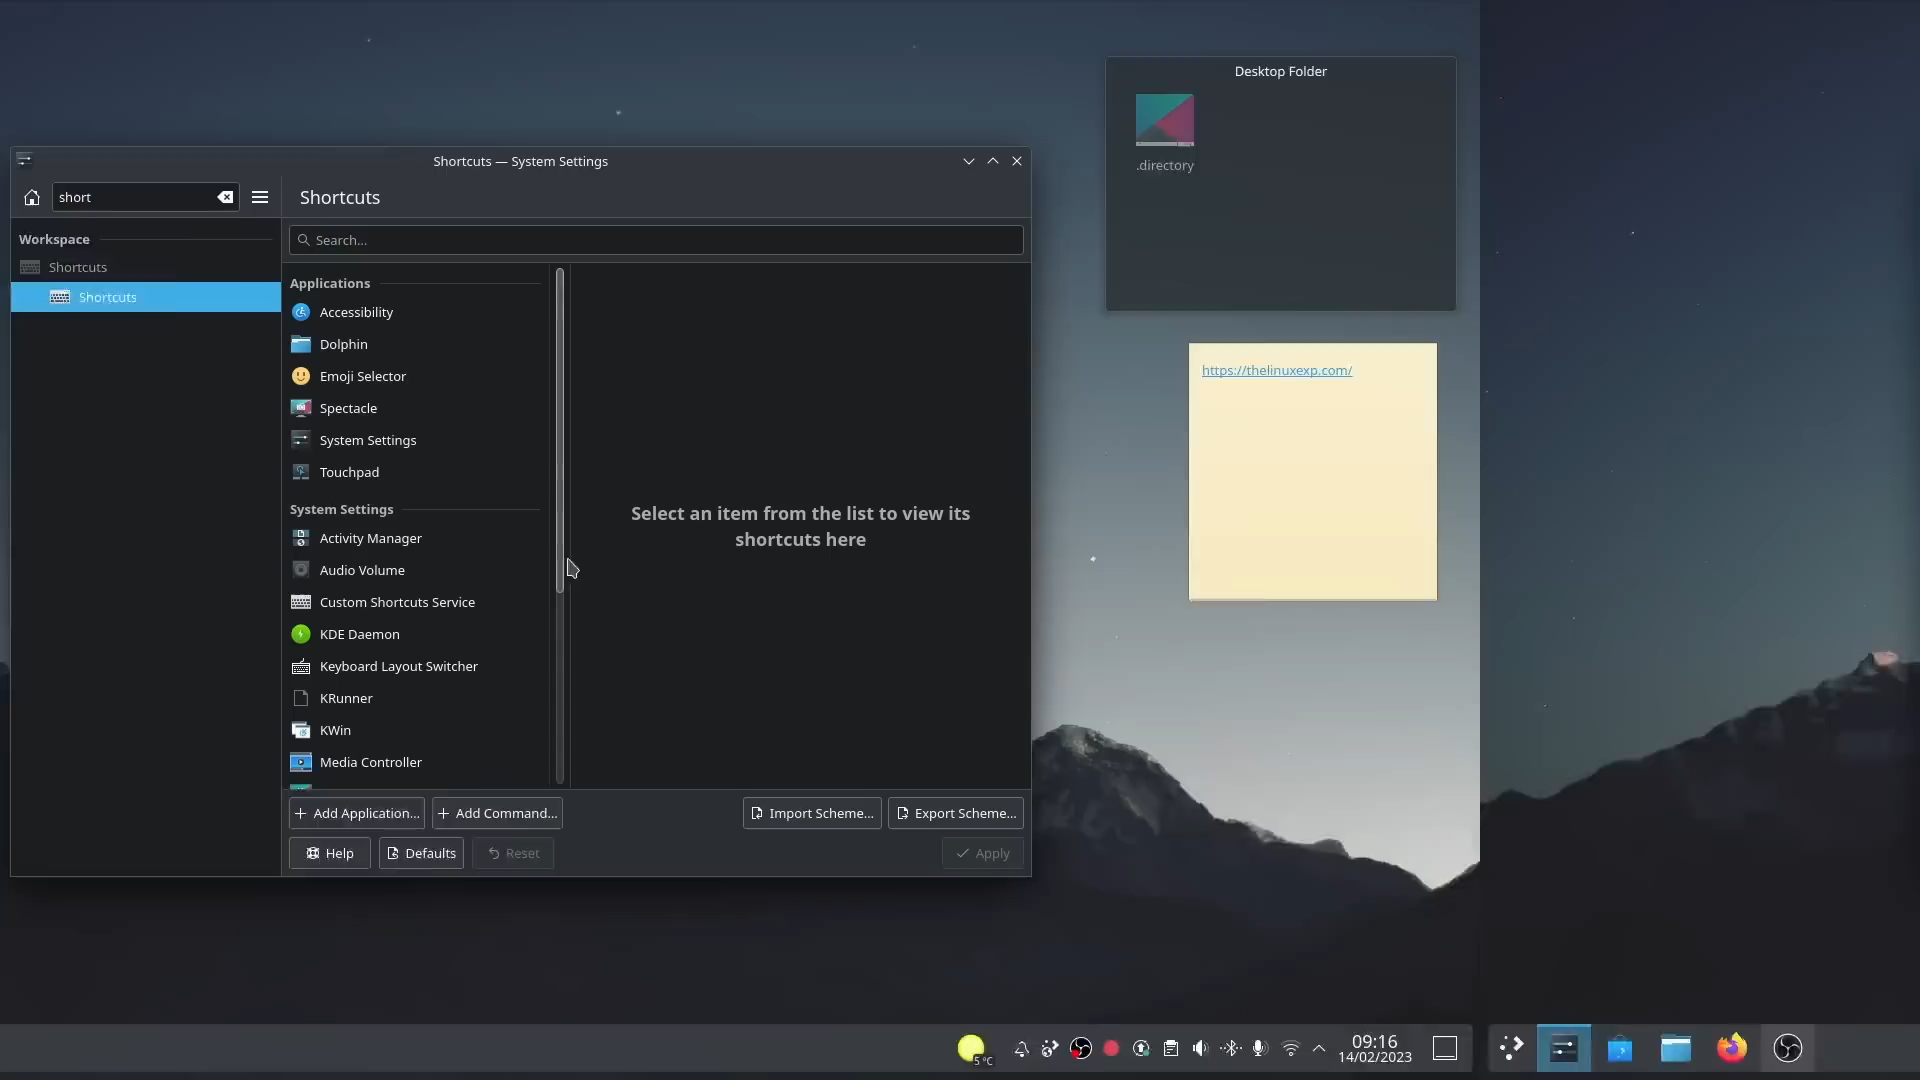 Desktop Folder
.directory
Shortcuts — System Settings
short
Shortcuts
Workspace
Shortcuts
Shortcuts
Search...
Applications
Accessibility
Dolphin
Emoji Selector
Spectacle
System Settings
Touchpad
System Settings
Activity Manager
Audio Volume
Custom Shortcuts Service
KDE Daemon
Keyboard Layout Switcher
KRunner
KWin
Media Controller
Select an item from the list to view its
shortcuts here
Add Application...
Add Command...
Import Scheme...
Export Scheme...
Help
Defaults
Reset
Apply
https://thelinuxexp.com/
5 °C
09:16
14/02/2023